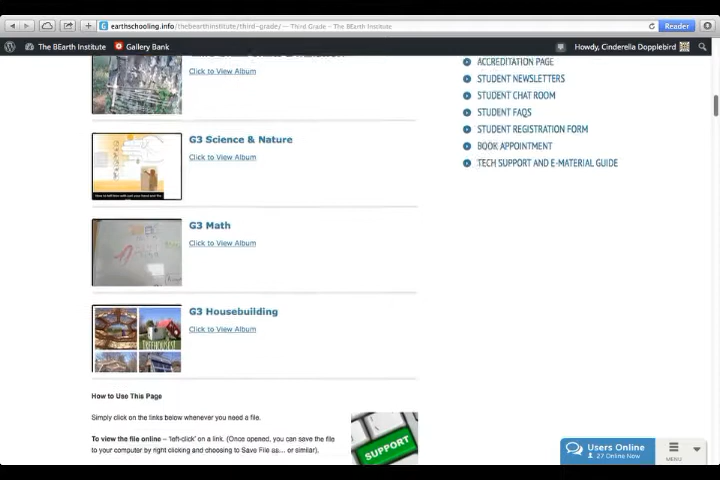 earthschooling.info/thebearthinstitute/third-grade/ — Third Grade – The BEarth Institute
Reader
The BEarth Institute
Gallery Bank
Howdy, Cinderella Dopplebird
Click to View Album
G3 Science & Nature
Click to View Album
G3 Math
Click to View Album
G3 Housebuilding
Click to View Album
TREEHOUSES!
How to Use This Page
Simply click on the links below whenever you need a file.
To view the file online – 'left-click' on a link. (Once opened, you can save the
file to your computer by right clicking and choosing to Save File as... or similar).
SUPPORT
ACCREDITATION PAGE
STUDENT NEWSLETTERS
STUDENT CHAT ROOM
STUDENT FAQS
STUDENT REGISTRATION FORM
BOOK APPOINTMENT
TECH SUPPORT AND E-MATERIAL GUIDE
Users Online
27 Online Now
MENU